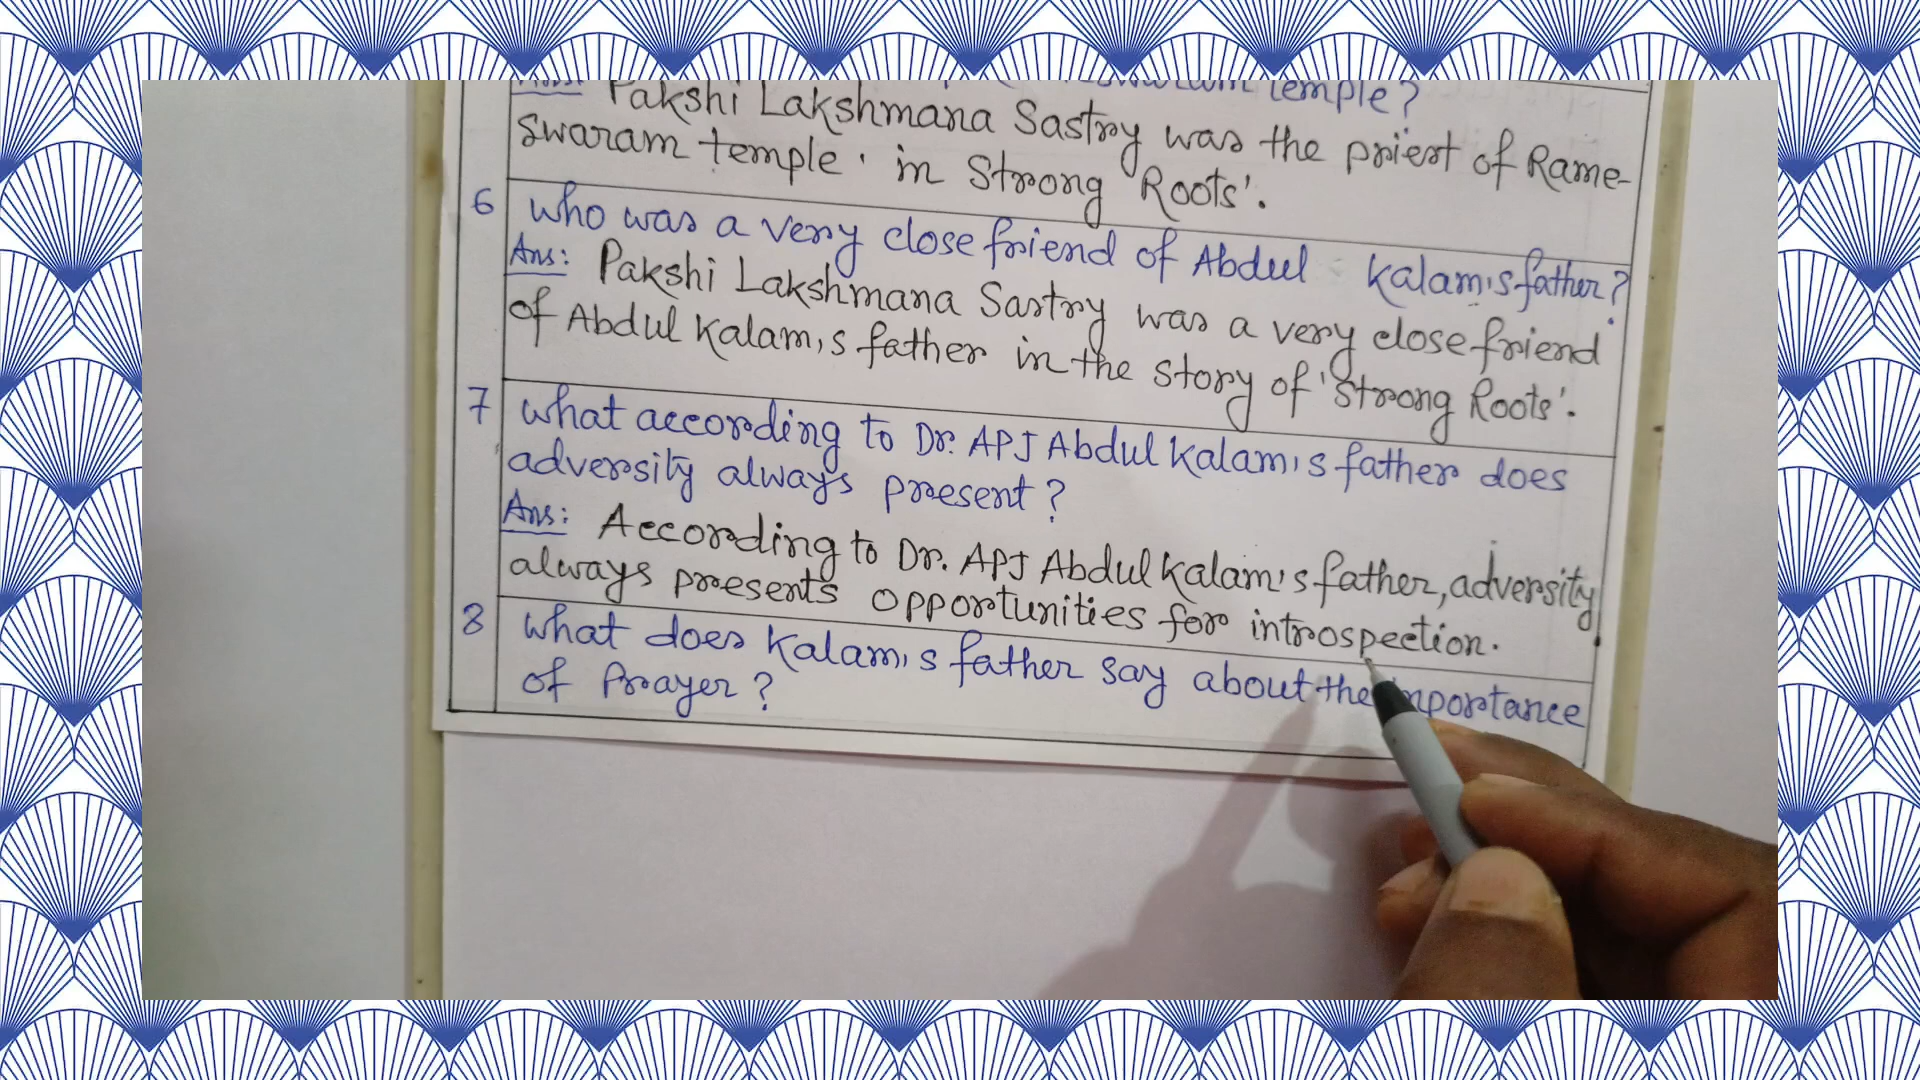 temple?
Pakshi Lakshmana Sastry was the priest of Rame-
swaram temple. in Strong Roots'.
6 Who was a very close friend of Abdul Kalam's father?
Ans: Pakshi Lakshmana Sastry was a very close friend
of Abdul Kalam's father in the story of 'Strong Roots'.
7 What according to Dr. APJ Abdul Kalam's father does
adversity always present?
Ans: According to Dr. APJ Abdul Kalam's father, adversity
always presents opportunities for introspection.
8 What does Kalam's father say about the importance
of Prayer?